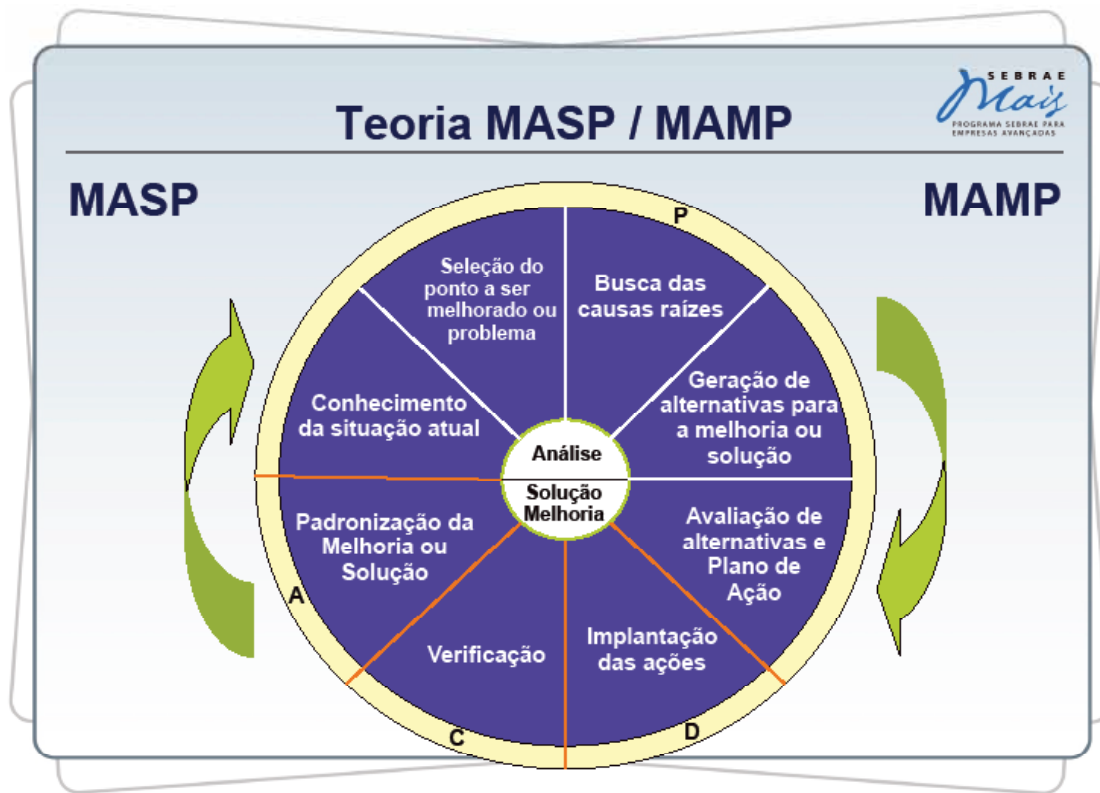 SEBRAE
Mais
PROGRAMA SEBRAE PARA
EMPRESAS AVANÇADAS
Teoria MASP / MAMP
MASP
MAMP
P
Seleção do
ponto a ser
melhorado ou
problema
Busca das
causas raízes
Geração de
alternativas para
a melhoria ou
solução
Conhecimento
da situação atual
Análise
Solução
Melhoria
Avaliação de
alternativas e
Plano de
Ação
Padronização da
Melhoria ou
Solução
A
Verificação
Implantação
das ações
C
D